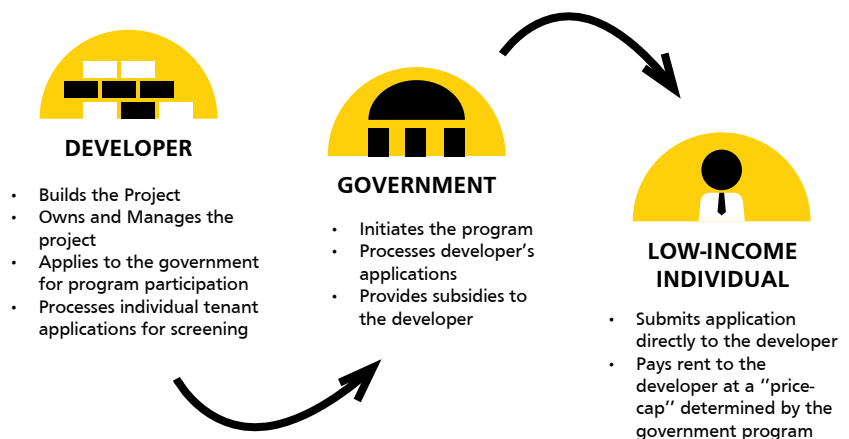 DEVELOPER
• Builds the Project
• Owns and Manages the
project
• Applies to the government
for program participation
• Processes individual tenant
applications for screening
GOVERNMENT
• Initiates the program
• Processes developer's
applications
• Provides subsidies to
the developer
LOW-INCOME
INDIVIDUAL
• Submits application
directly to the developer
• Pays rent to the
developer at a "price-
cap" determined by the
government program